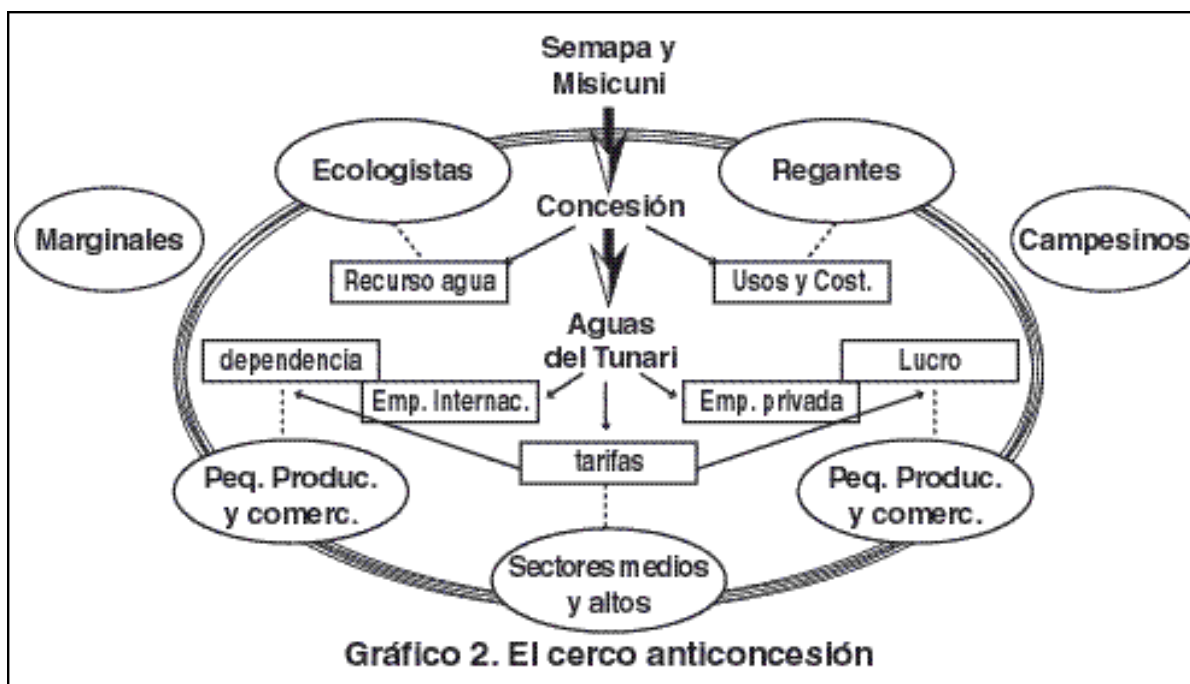 Semapa y
Misicuni
Ecologistas
Regantes
Marginales
Concesión
Campesinos
Recurso agua
Usos y Cost.
Aguas
del Tunari
dependencia
Lucro
Emp. Internac.
Emp. privada
tarifas
Peq. Produc.
y comerc.
Peq. Produc.
y comerc.
Sectores medios
y altos
Gráfico 2. El cerco anticoncesión